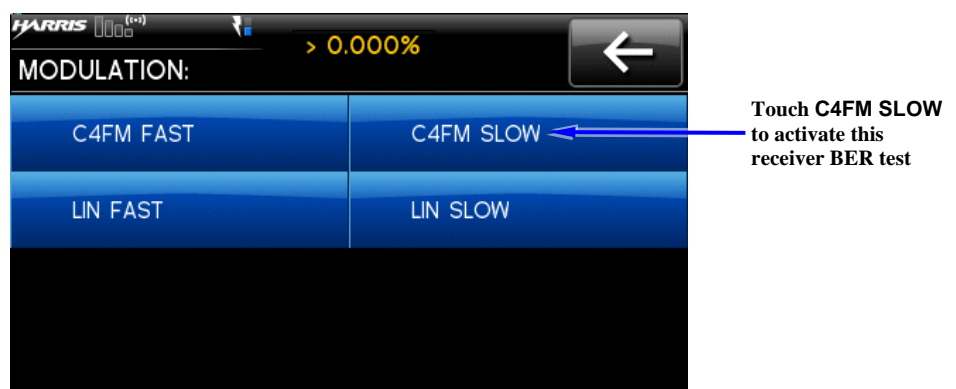 HARRIS
> 0.000%
MODULATION:
C4FM FAST
C4FM SLOW
LIN FAST
LIN SLOW
Touch C4FM SLOW
to activate this
receiver BER test